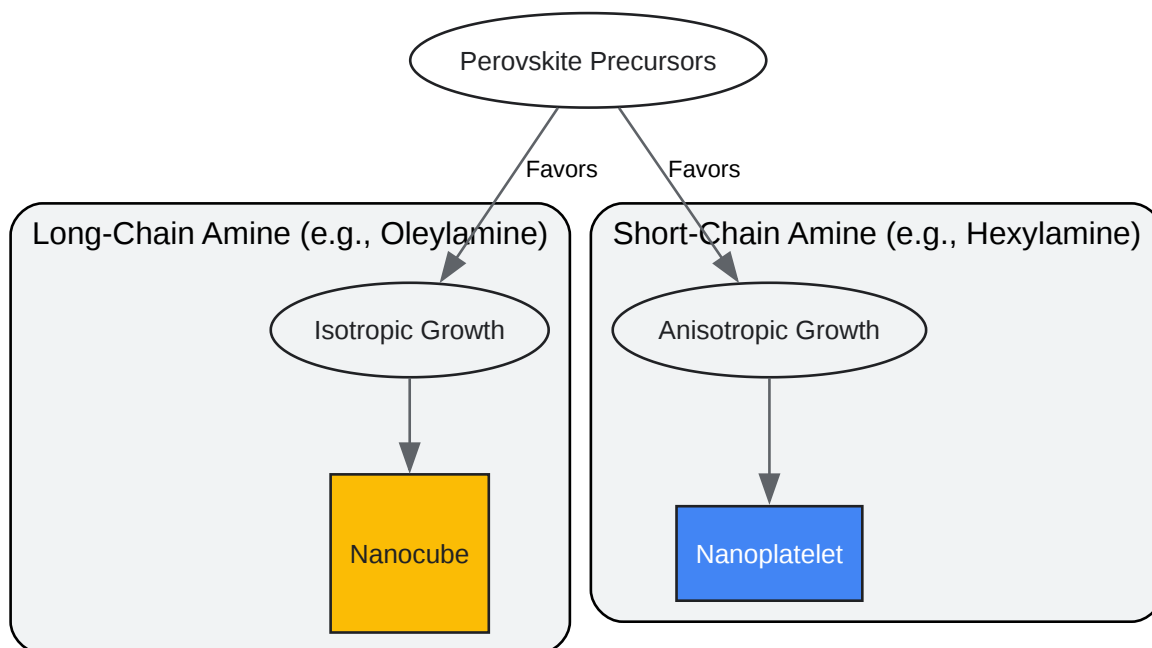 Perovskite Precursors
Favors
Favors
Long-Chain Amine (e.g., Oleylamine)
Short-Chain Amine (e.g., Hexylamine)
Isotropic Growth
Anisotropic Growth
Nanocube
Nanoplatelet